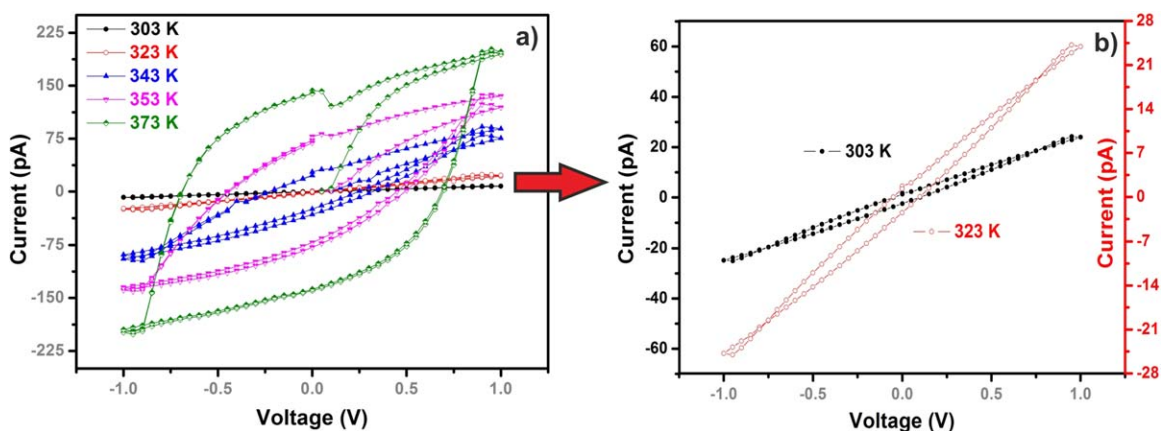 a)
303 K
323 K
343 K
353 K
373 K
225
150
75
0
-75
-150
-225
Current (pA)
-1.0 -0.5 0.0 0.5 1.0
Voltage (V)
b)
60
40
20
0
-20
-40
-60
Current (pA)
303 K
323 K
28
21
14
7
0
-7
-14
-21
-28
Current (pA)
-1.0 -0.5 0.0 0.5 1.0
Voltage (V)